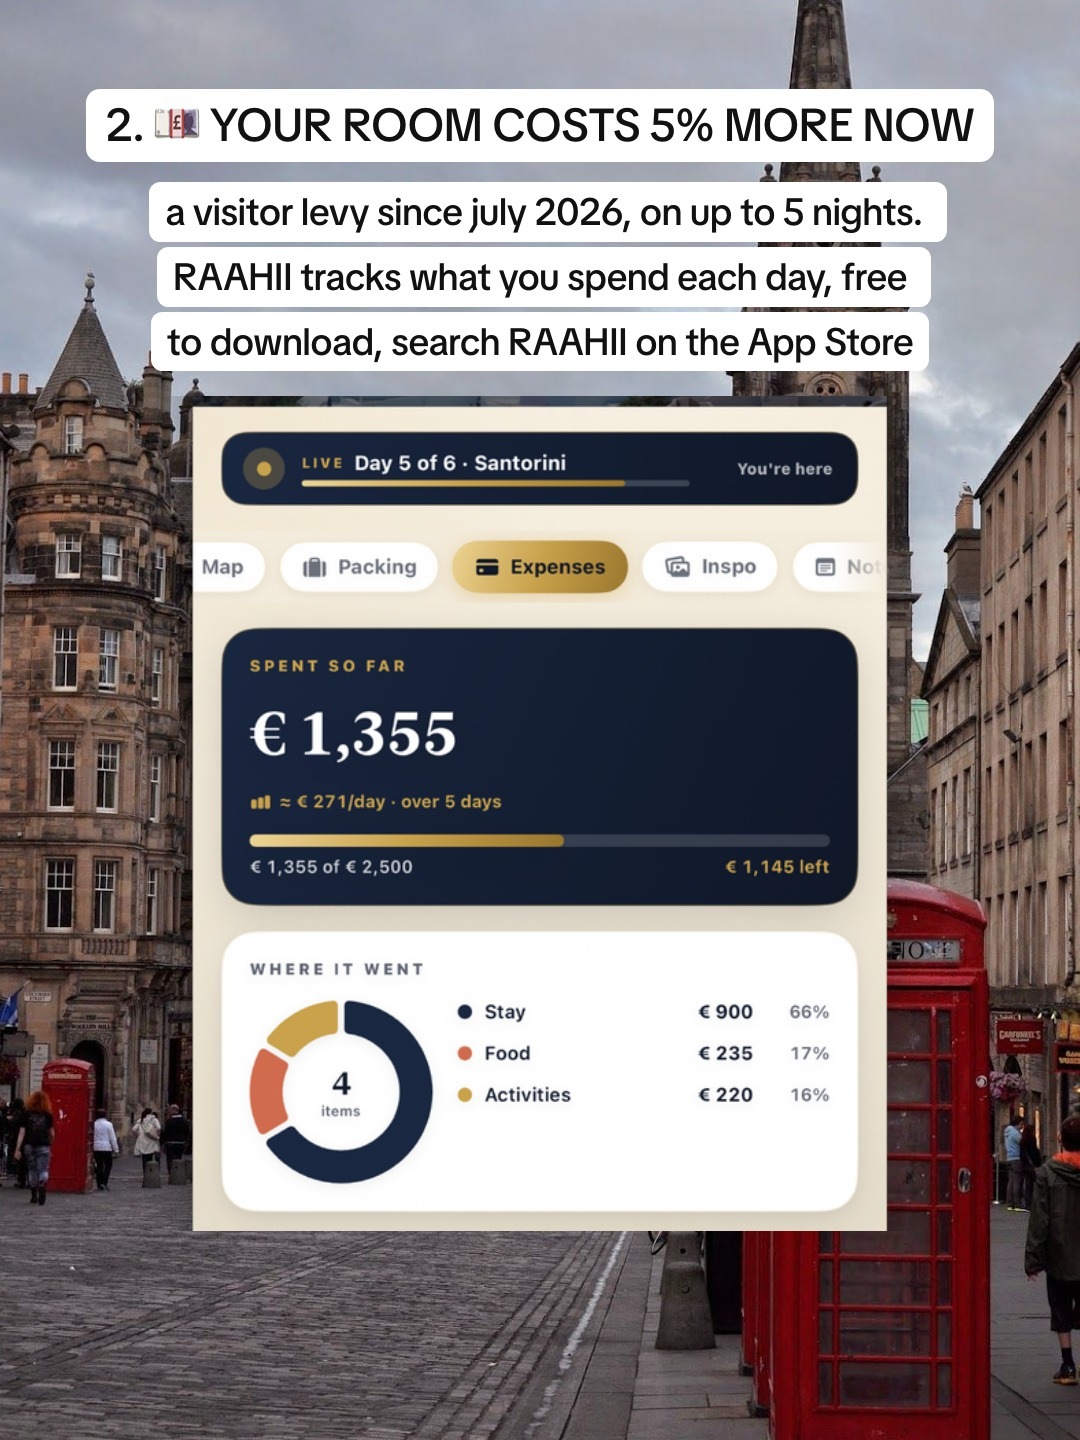 2. 💷 YOUR ROOM COSTS 5% MORE NOW
a visitor levy since july 2026, on up to 5 nights.
RAAHII tracks what you spend each day, free
to download, search RAAHII on the App Store
LIVE Day 5 of 6 · Santorini
You're here
Map
Packing
Expenses
Inspo
SPENT SO FAR
€ 1,355
≈ € 271/day · over 5 days
€ 1,355 of € 2,500
€ 1,145 left
WHERE IT WENT
4
items
Stay € 900 66%
Food € 235 17%
Activities € 220 16%
GARFUNKEL'S